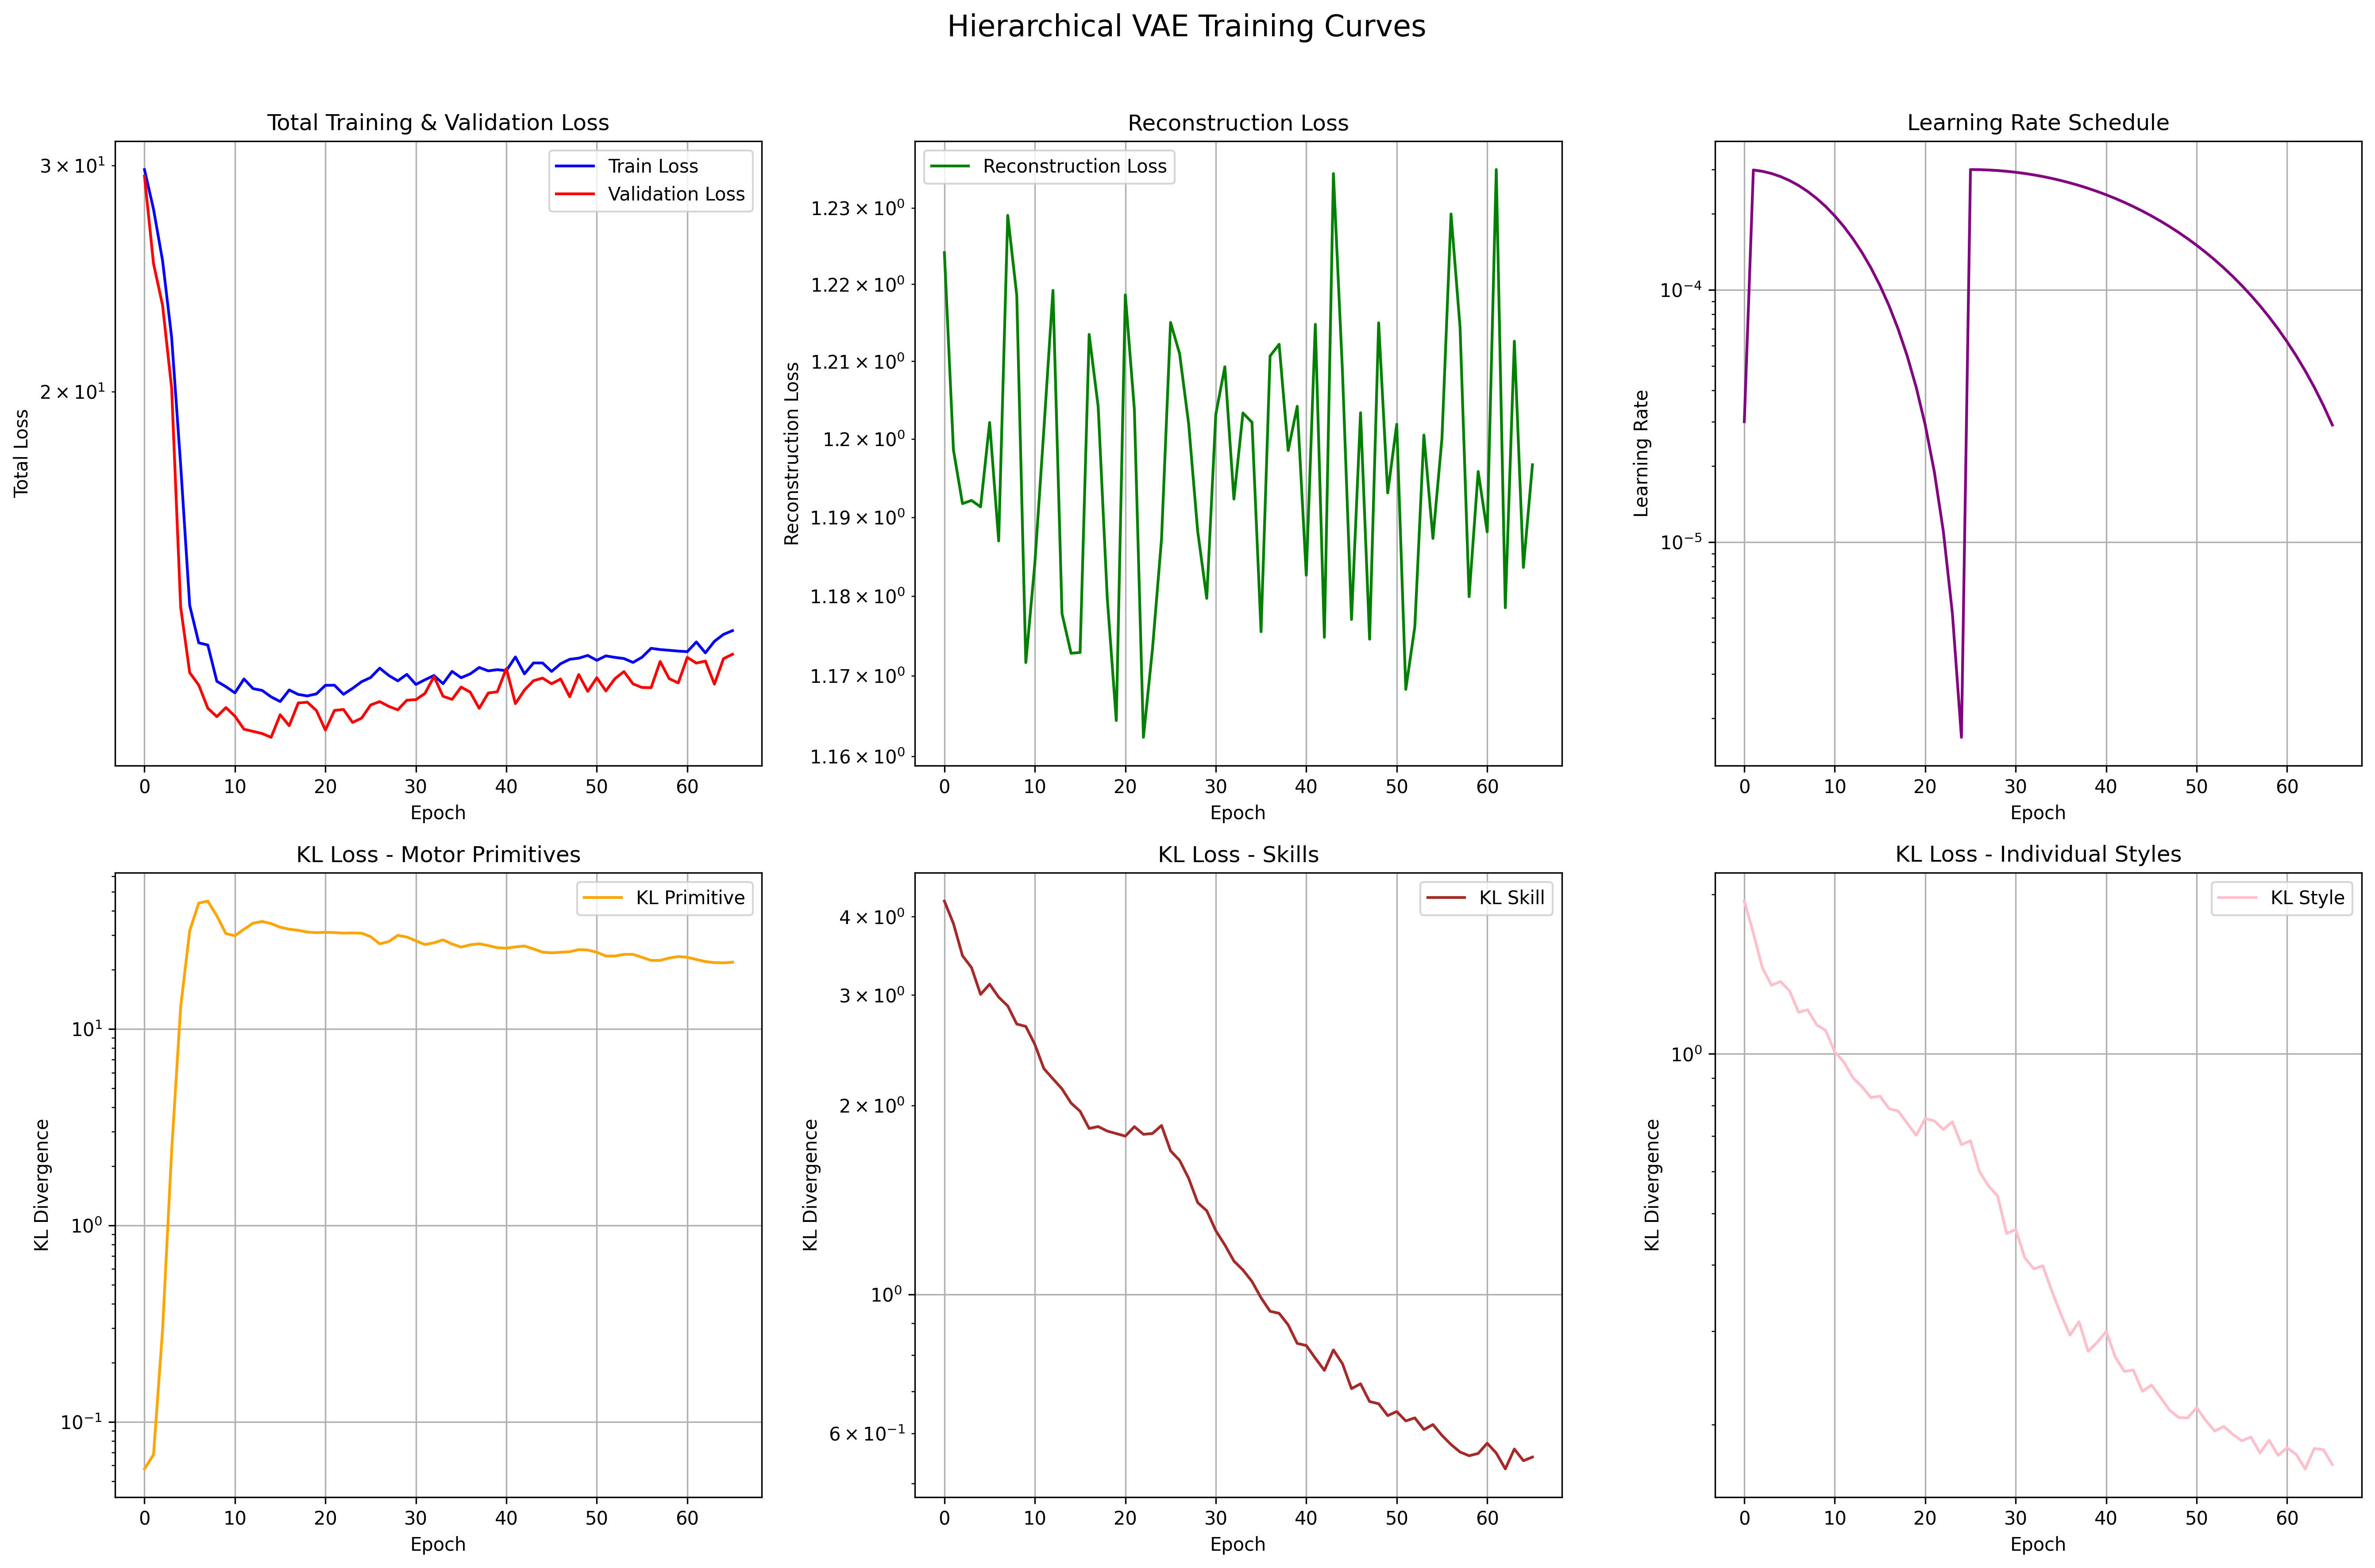 Hierarchical VAE Training Curves
Total Training & Validation Loss
3 × 10¹
2 × 10¹
Total Loss
Train Loss
Validation Loss
0 10 20 30 40 50 60
Epoch
Reconstruction Loss
1.23 × 10⁰
1.22 × 10⁰
1.21 × 10⁰
1.2 × 10⁰
1.19 × 10⁰
1.18 × 10⁰
1.17 × 10⁰
1.16 × 10⁰
Reconstruction Loss
Reconstruction Loss
0 10 20 30 40 50 60
Epoch
Learning Rate Schedule
10⁻⁴
10⁻⁵
Learning Rate
0 10 20 30 40 50 60
Epoch
KL Loss - Motor Primitives
10¹
10⁰
10⁻¹
KL Divergence
KL Primitive
0 10 20 30 40 50 60
Epoch
KL Loss - Skills
4 × 10⁰
3 × 10⁰
2 × 10⁰
10⁰
6 × 10⁻¹
KL Divergence
KL Skill
0 10 20 30 40 50 60
Epoch
KL Loss - Individual Styles
10⁰
KL Divergence
KL Style
0 10 20 30 40 50 60
Epoch